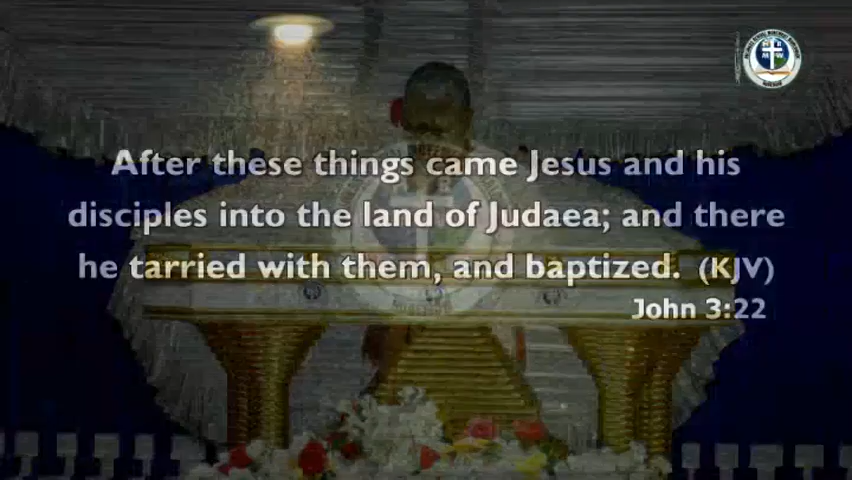 After these things came Jesus and his
disciples into the land of Judaea; and there
he tarried with them, and baptized. (KJV)
John 3:22